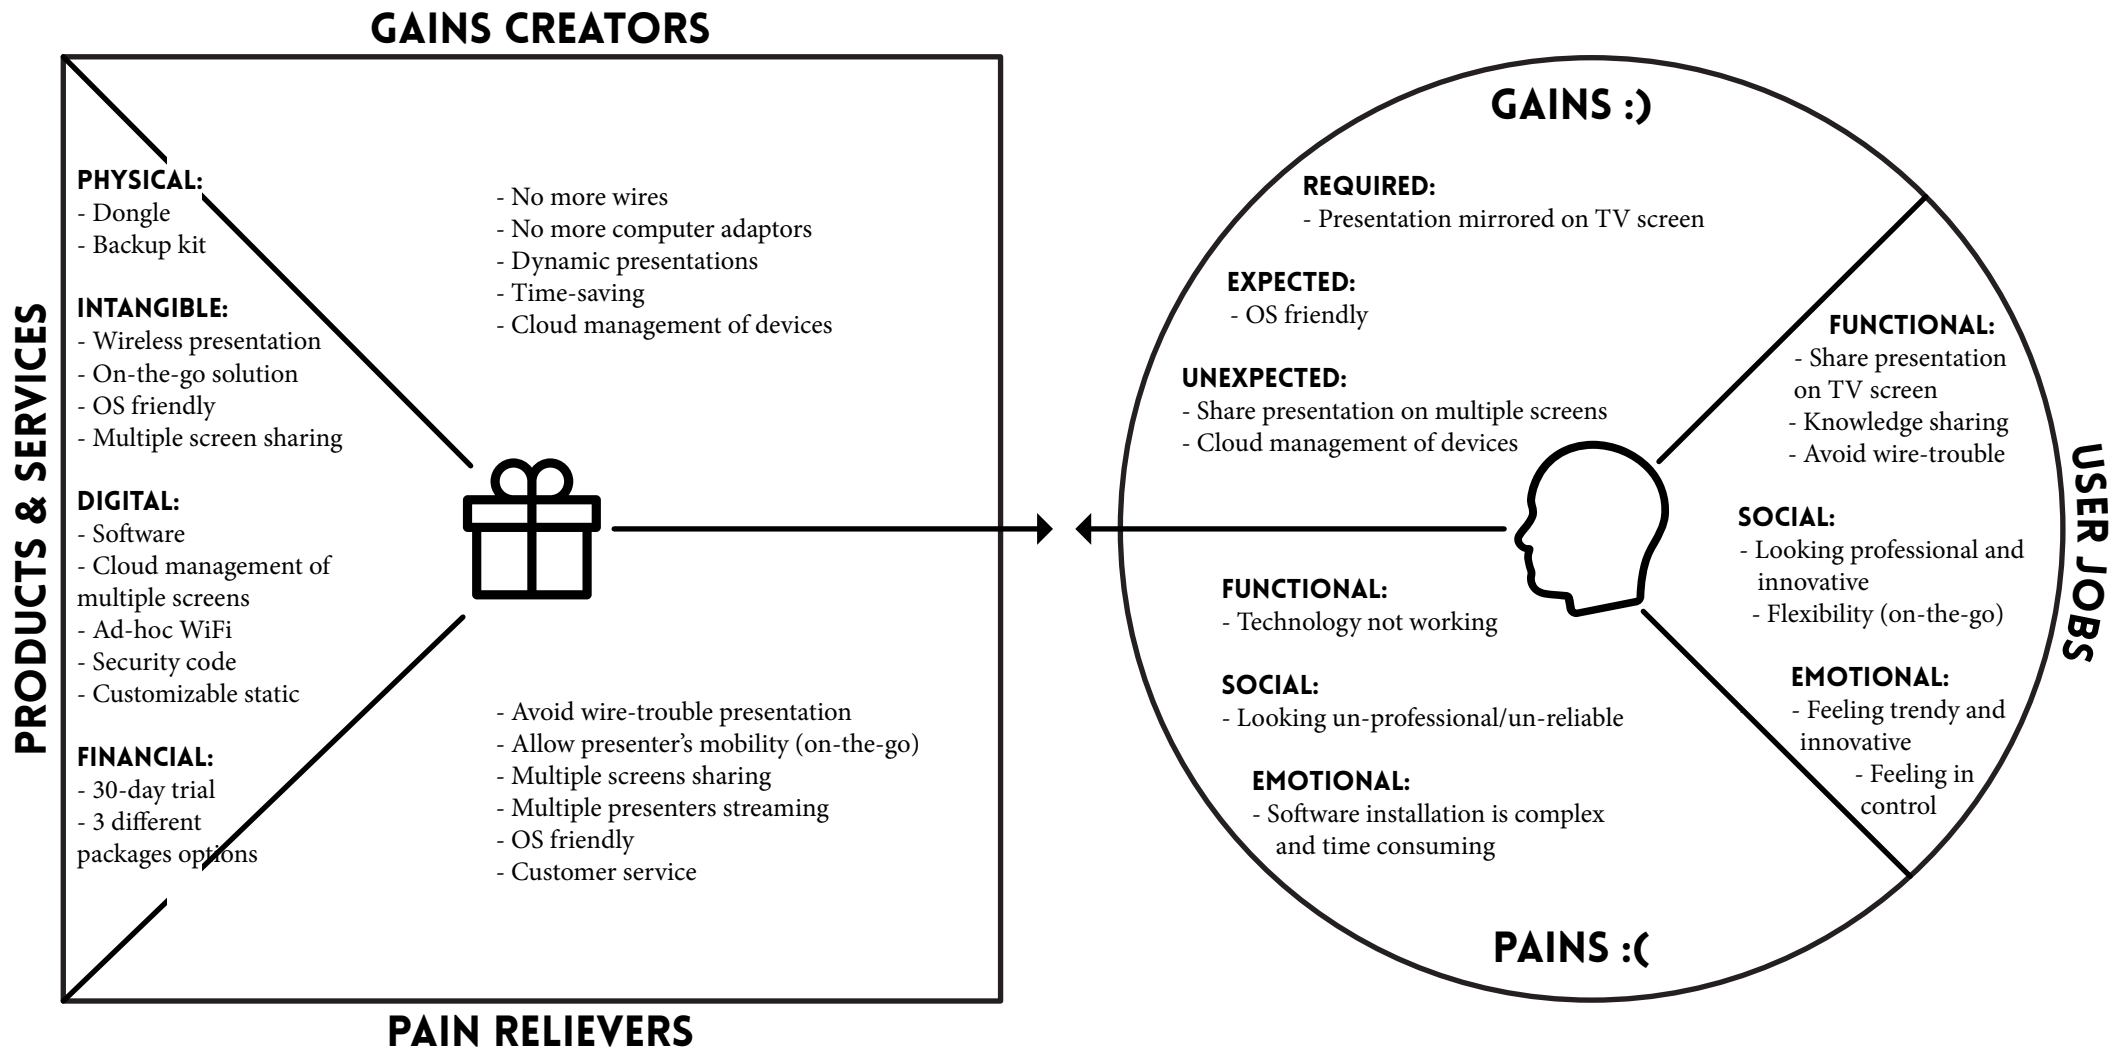 GAINS CREATORS
PRODUCTS & SERVICES
PHYSICAL:
- Dongle
- Backup kit
INTANGIBLE:
- Wireless presentation
- On-the-go solution
- OS friendly
- Multiple screen sharing
DIGITAL:
- Software
- Cloud management of
multiple screens
- Ad-hoc WiFi
- Security code
- Customizable static
FINANCIAL:
- 30-day trial
- 3 different
packages options
- No more wires
- No more computer adaptors
- Dynamic presentations
- Time-saving
- Cloud management of devices
- Avoid wire-trouble presentation
- Allow presenter’s mobility (on-the-go)
- Multiple screens sharing
- Multiple presenters streaming
- OS friendly
- Customer service
PAIN RELIEVERS
GAINS :)
REQUIRED:
- Presentation mirrored on TV screen
EXPECTED:
- OS friendly
UNEXPECTED:
- Share presentation on multiple screens
- Cloud management of devices
FUNCTIONAL:
- Technology not working
SOCIAL:
- Looking un-professional/un-reliable
EMOTIONAL:
- Software installation is complex
and time consuming
PAINS :(
FUNCTIONAL:
- Share presentation
on TV screen
- Knowledge sharing
- Avoid wire-trouble
SOCIAL:
- Looking professional and
innovative
- Flexibility (on-the-go)
EMOTIONAL:
- Feeling trendy and
innovative
- Feeling in
control
USER JOBS